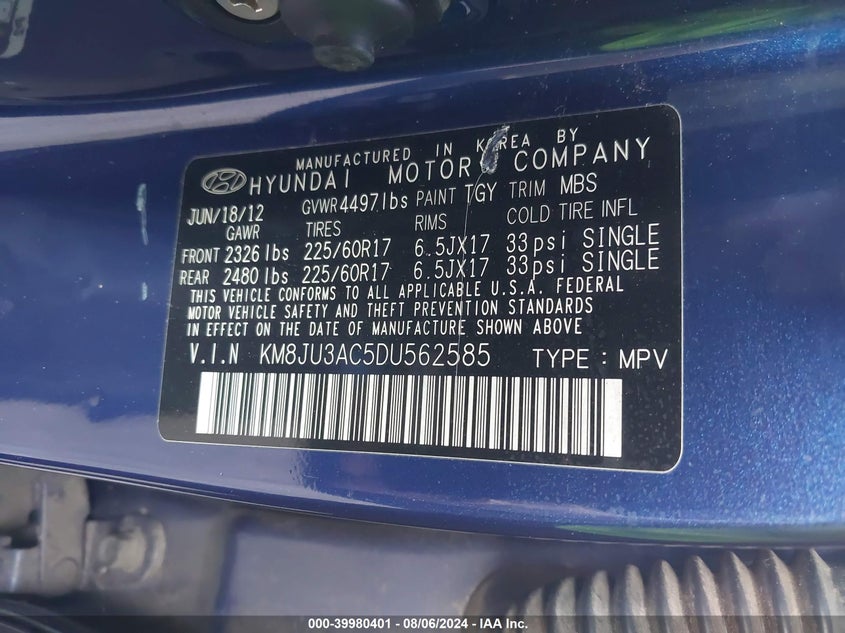 MANUFACTURED IN KOREA BY
HYUNDAI MOTOR COMPANY
JUN/18/12 GVWR 4497lbs PAINT TGY TRIM MBS
GAWR TIRES RIMS COLD TIRE INFL
FRONT 2326 lbs 225/60R17 6.5JX17 33psi SINGLE
REAR 2480 lbs 225/60R17 6.5JX17 33psi SINGLE
THIS VEHICLE CONFORMS TO ALL APPLICABLE U.S.A. FEDERAL
MOTOR VEHICLE SAFETY AND THEFT PREVENTION STANDARDS
IN EFFECT ON THE DATE OF MANUFACTURE SHOWN ABOVE
V.I.N KM8JU3AC5DU562585 TYPE : MPV
000-39980401 - 08/06/2024 - IAA Inc.